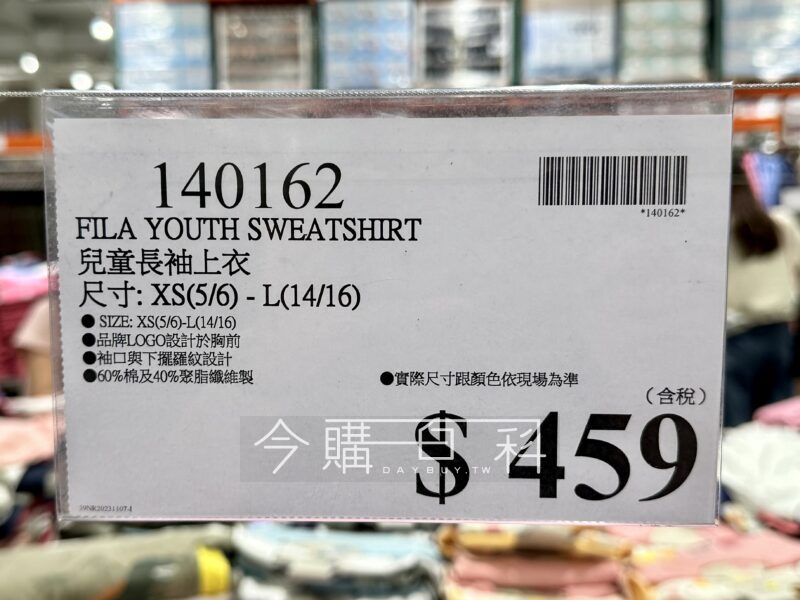 140162
*140162*
FILA YOUTH SWEATSHIRT
兒童長袖上衣
尺寸: XS(5/6) - L(14/16)
● SIZE: XS(5/6)-L(14/16)
●品牌LOGO設計於胸前
●袖口與下擺羅紋設計
●60%棉及40%聚脂纖維製
●實際尺寸跟顏色依現場為準
（含稅）
$ 459
今購百科
DAYBUY.TW